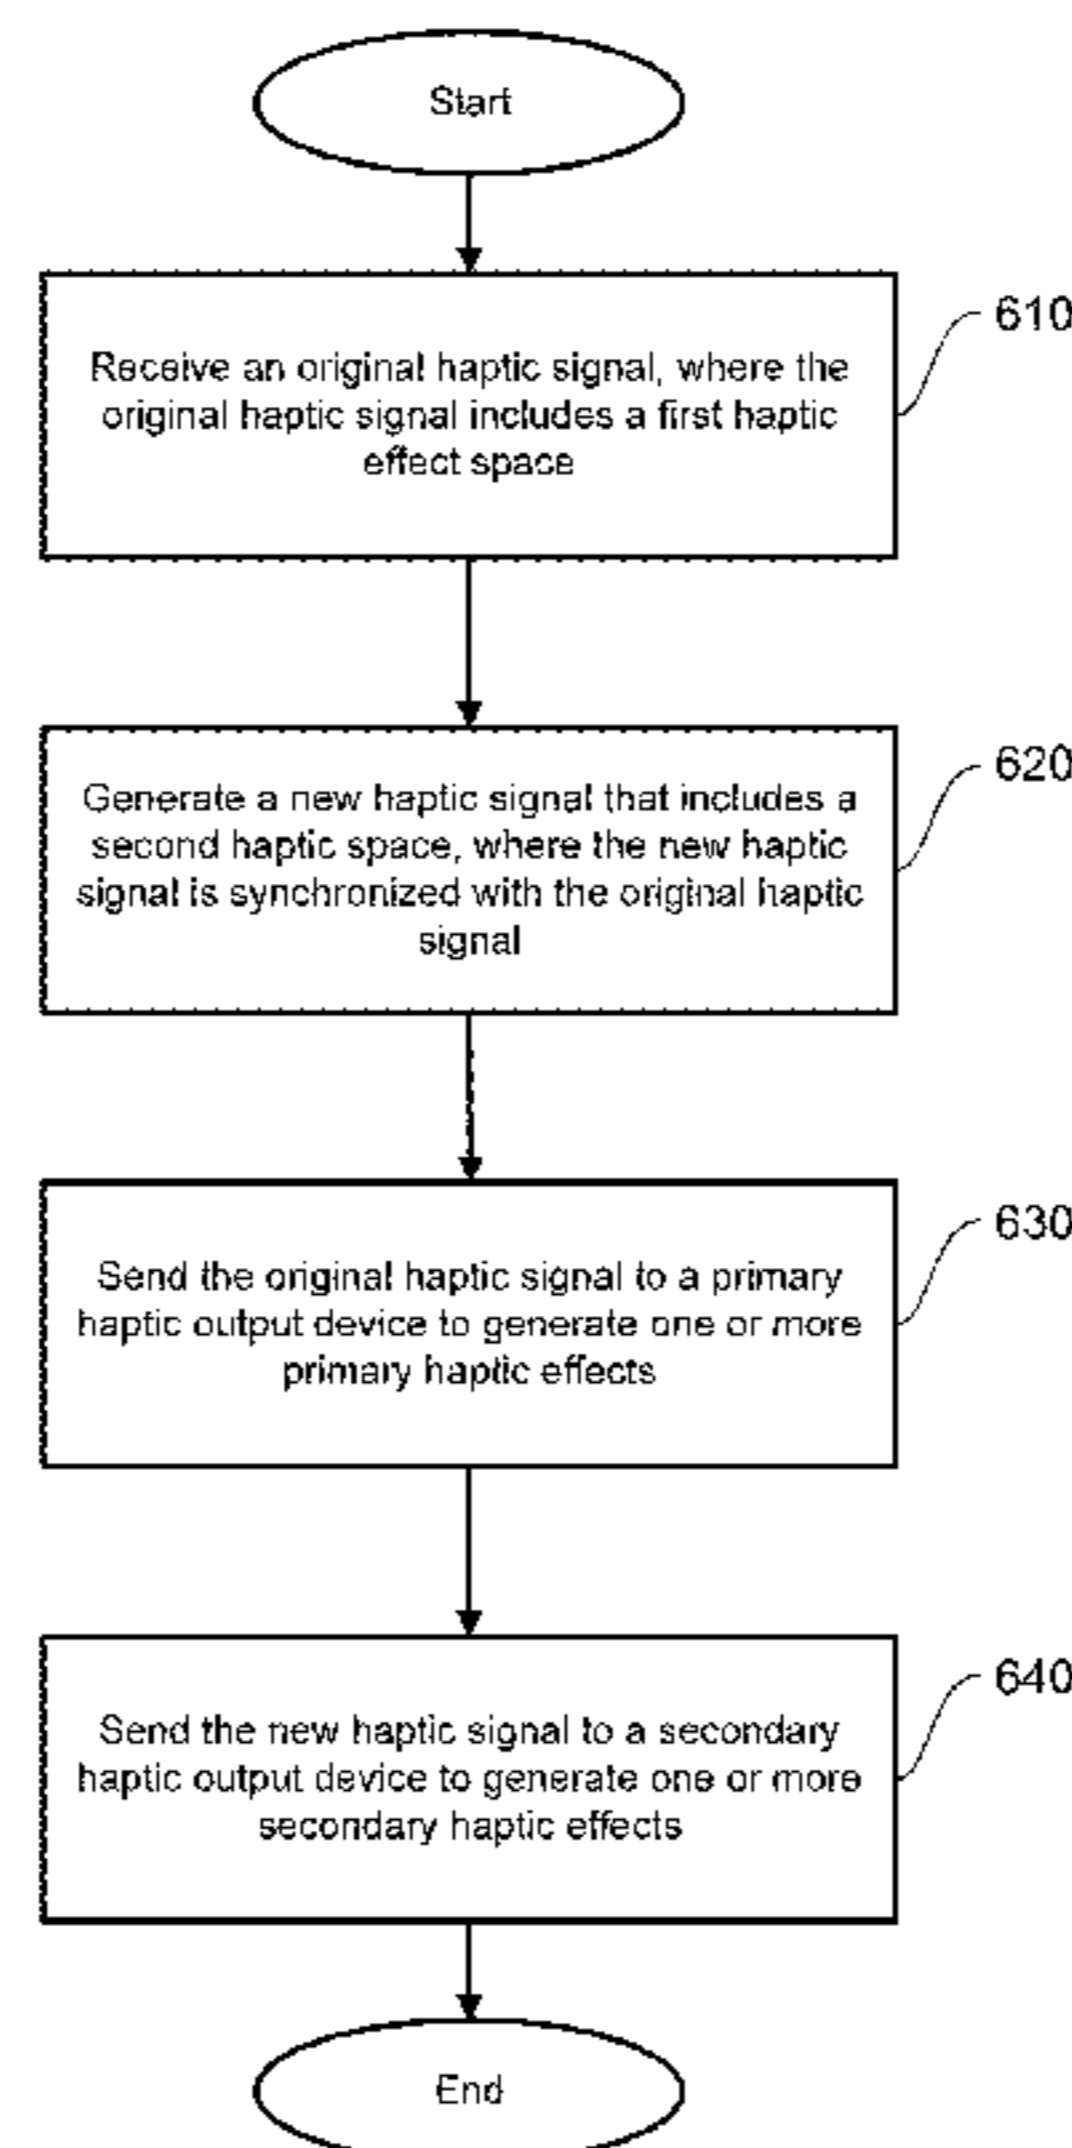 Start
610
Receive an original haptic signal, where the
original haptic signal includes a first haptic
effect space
620
Generate a new haptic signal that includes a
second haptic space, where the new haptic
signal is synchronized with the original haptic
signal
630
Send the original haptic signal to a primary
haptic output device to generate one or more
primary haptic effects
640
Send the new haptic signal to a secondary
haptic output device to generate one or more
secondary haptic effects
End